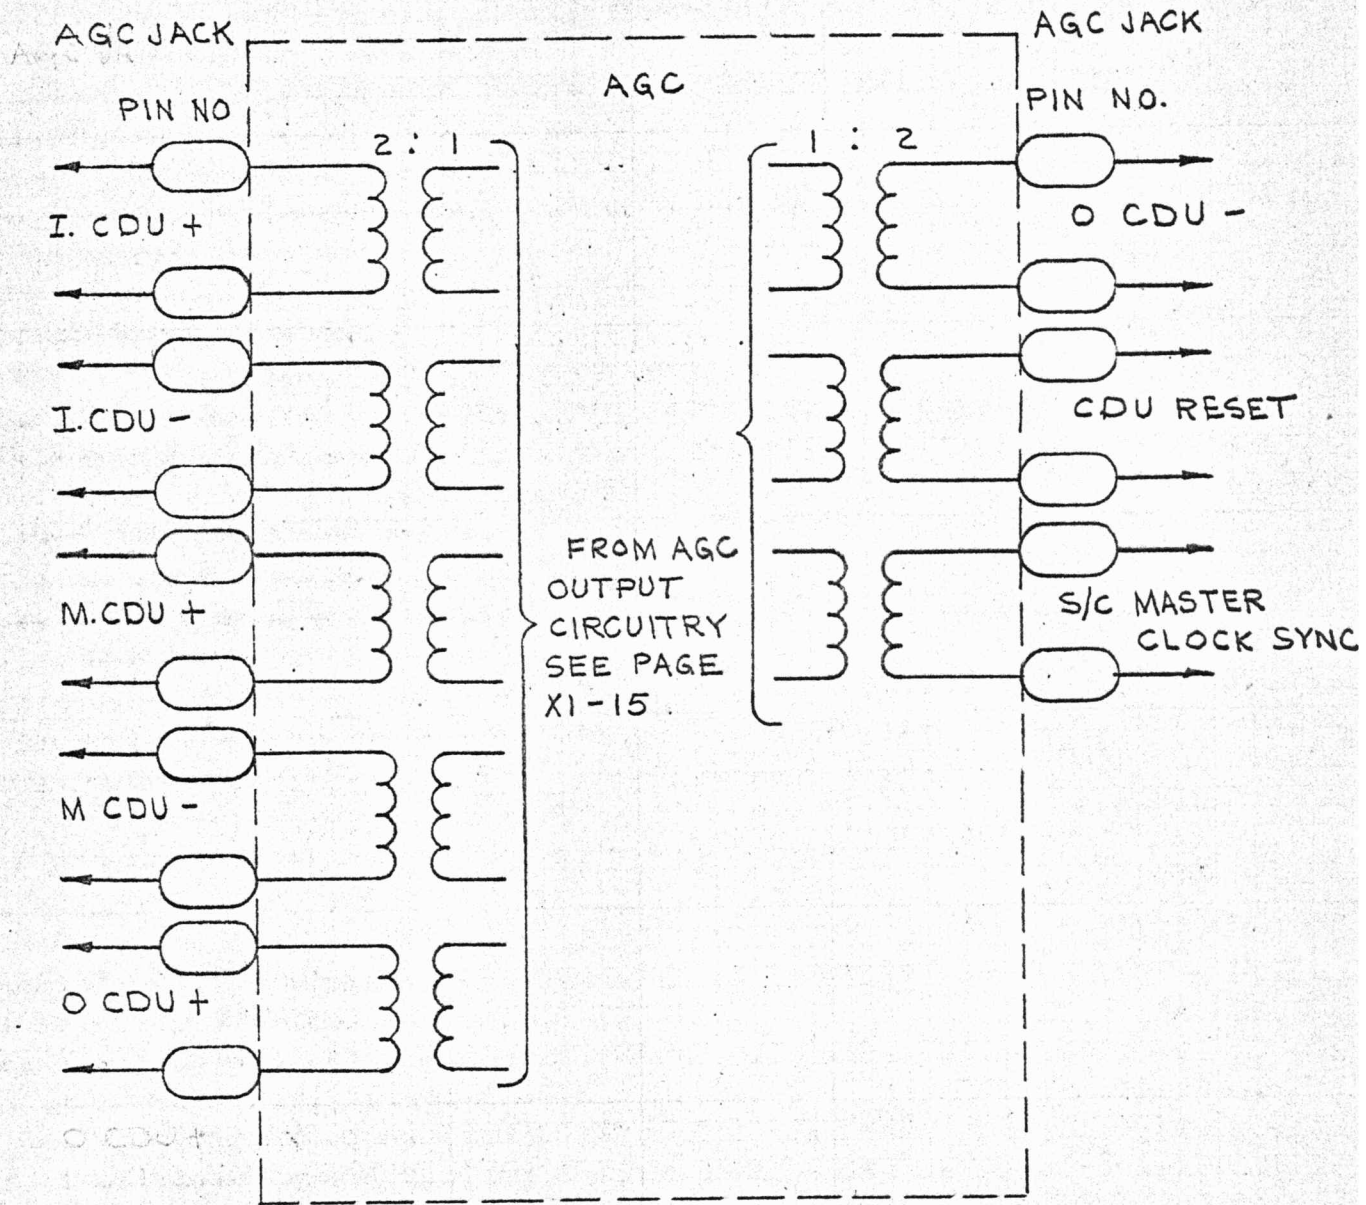 AGC JACK
PIN NO
I. CDU +
I. CDU -
M. CDU +
M CDU -
O CDU +
O CDU +
AGC
2 : 1
1 : 2
FROM AGC
OUTPUT
CIRCUITRY
SEE PAGE
XI-15
AGC JACK
PIN NO.
O CDU -
CDU RESET
S/C MASTER
CLOCK SYNC